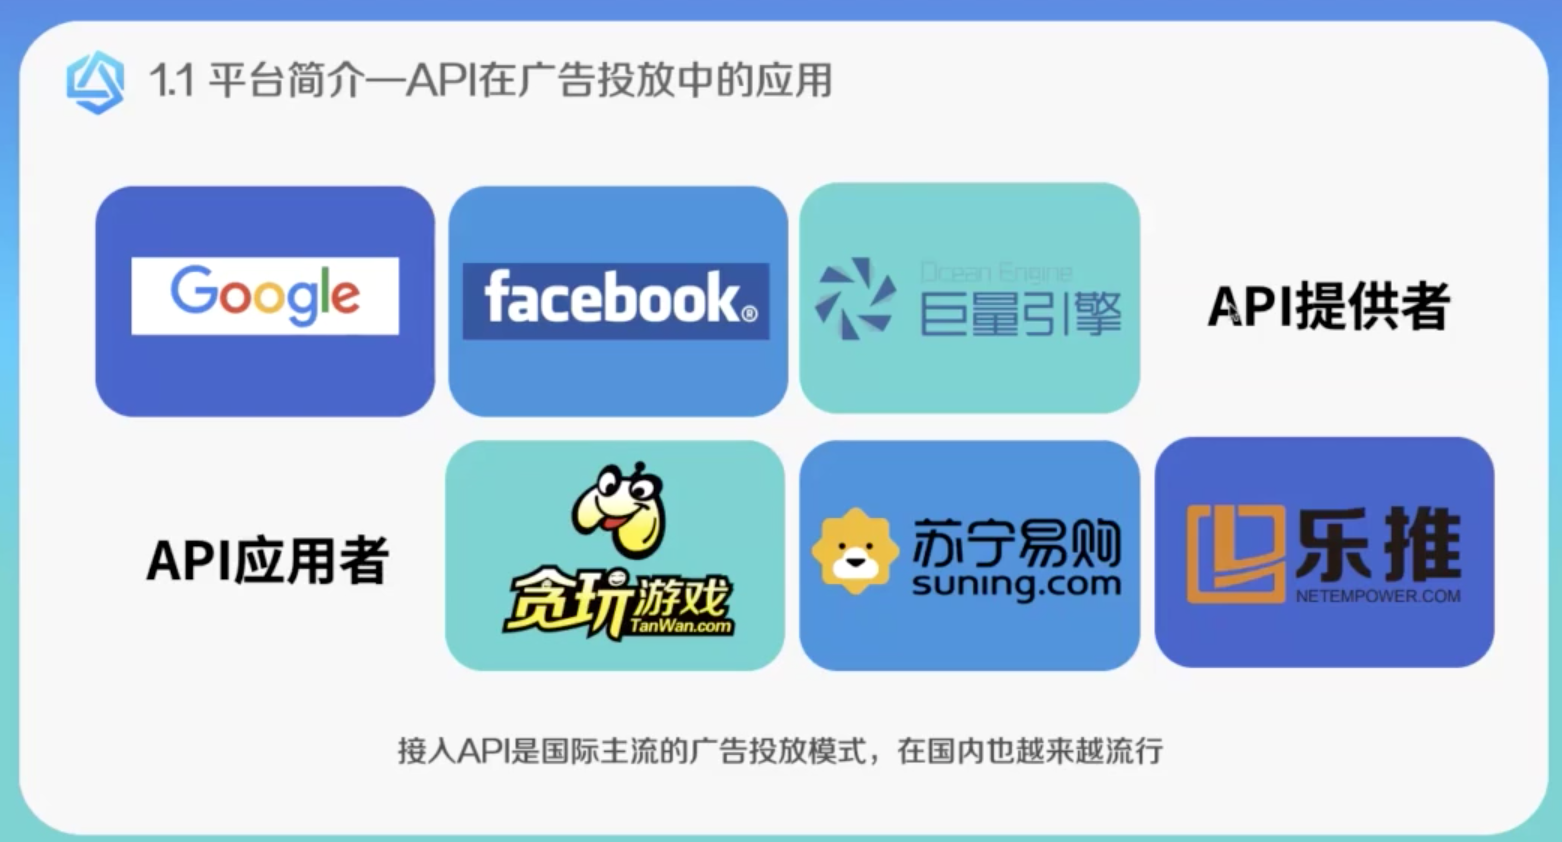 1.1 平台简介—API在广告投放中的应用
Google
facebook®
Ocean Engine
巨量引擎
API提供者
API应用者
贪玩游戏
TanWan.com
苏宁易购
suning.com
乐推
NETEMPOWER.COM
接入API是国际主流的广告投放模式，在国内也越来越流行